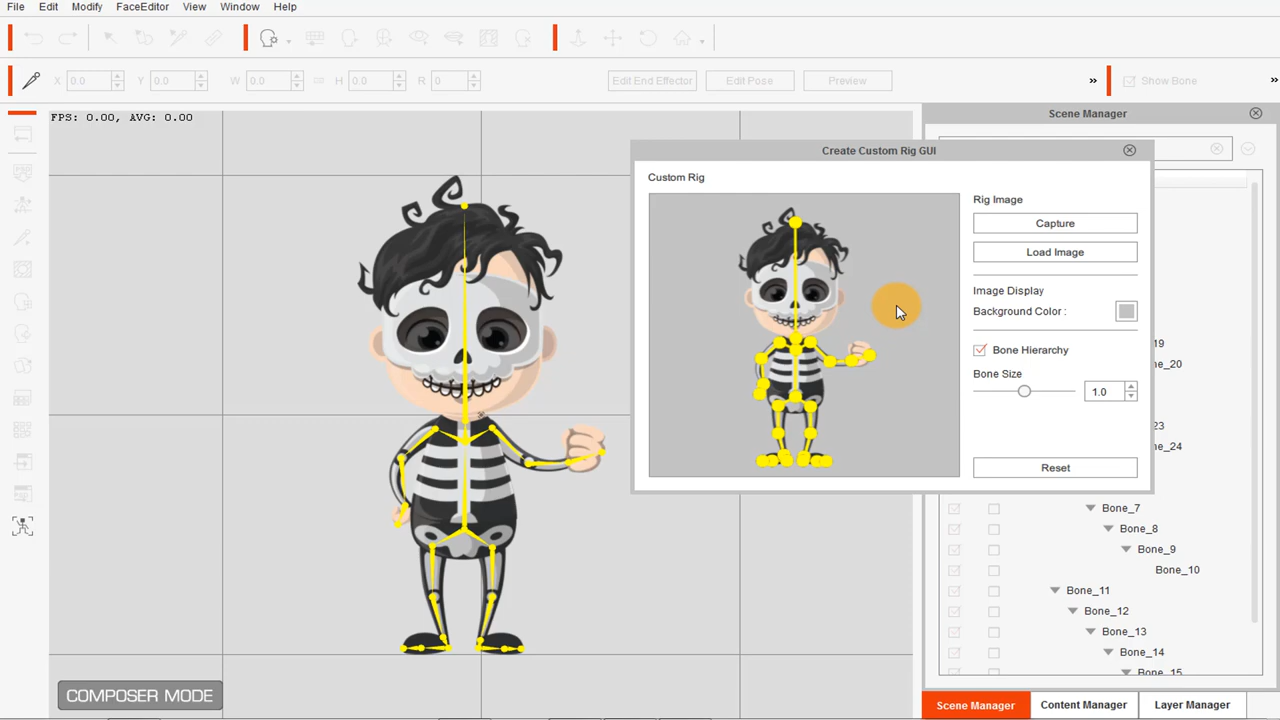 File Edit Modify FaceEditor View Window Help
X 0.0 Y 0.0 W 0.0 H 0.0 R 0 Edit End Effector Edit Pose Preview » Show Bone »
FPS: 0.00, AVG: 0.00
Scene Manager
Create Custom Rig GUI
Custom Rig
Rig Image
Capture
Load Image
Image Display
Background Color :
Bone Hierarchy
Bone Size
1.0
Reset
19
e_20
23
e_24
Bone_7
Bone_8
Bone_9
Bone_10
Bone_11
Bone_12
Bone_13
Bone_14
Bone_15
COMPOSER MODE
Scene Manager Content Manager Layer Manager